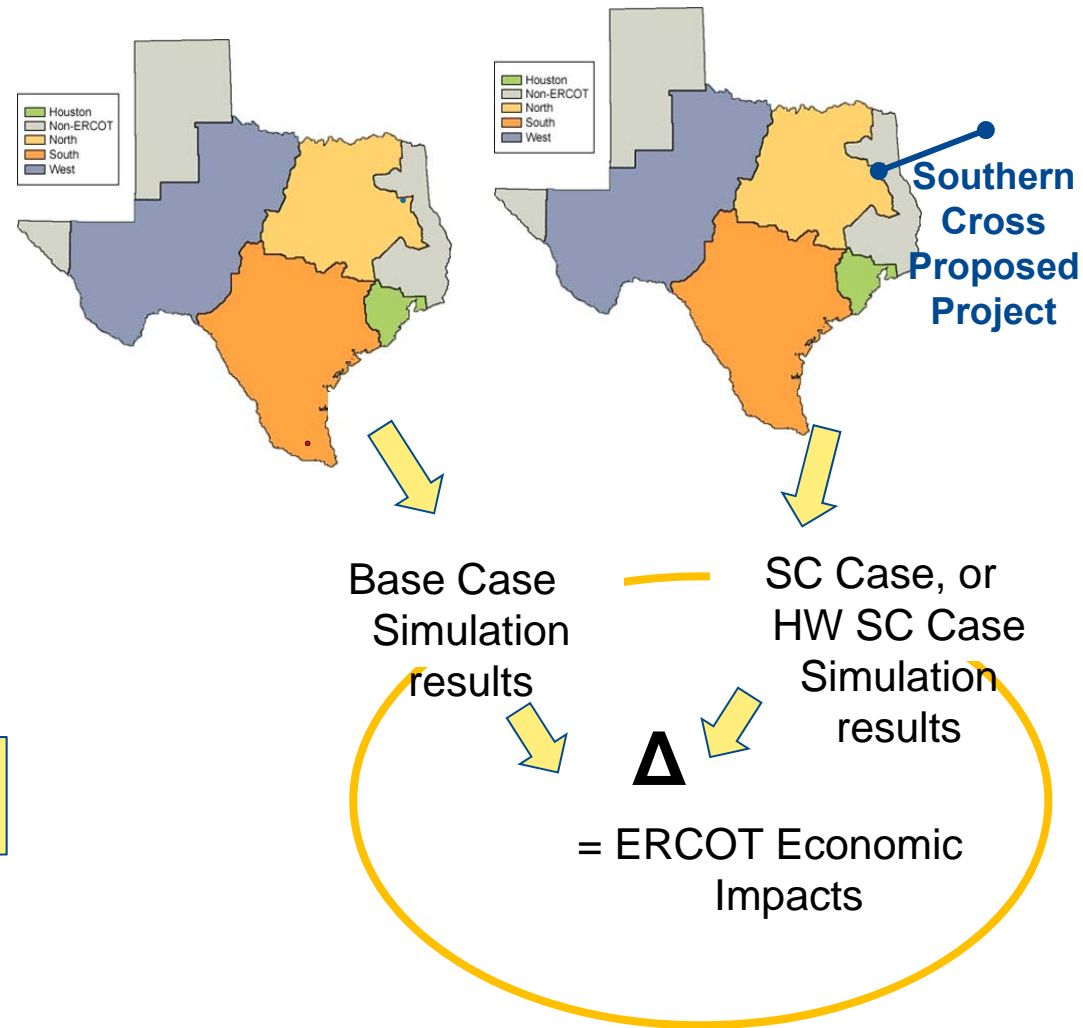 Houston
Non-ERCOT
North
South
West
Houston
Non-ERCOT
North
South
West
Southern
Cross
Proposed
Project
Base Case
Simulation
results
SC Case, or
HW SC Case
Simulation
results
Δ
= ERCOT Economic
Impacts